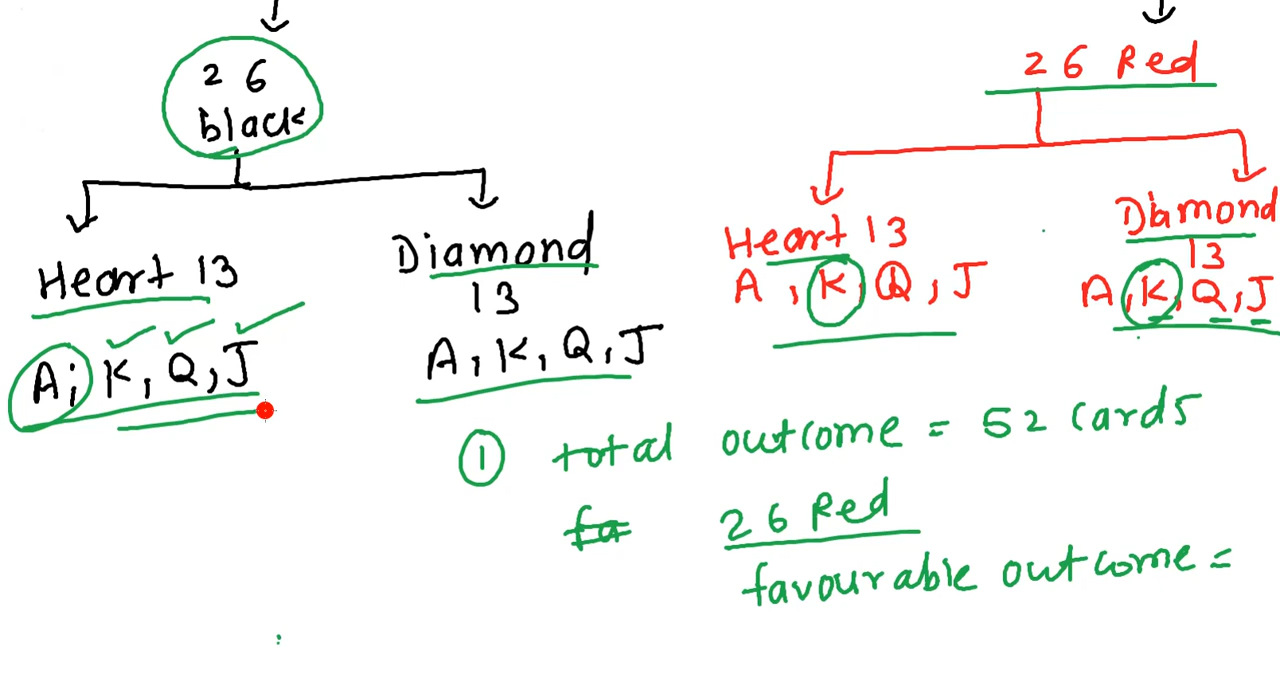 26
black
Heart 13
A, K, Q, J
Diamond
13
A, K, Q, J
26 Red
Heart 13
A, K, Q, J
Diamond
13
A, K, Q, J
① total outcome = 52 cards
fa 26 Red
favourable outcome =